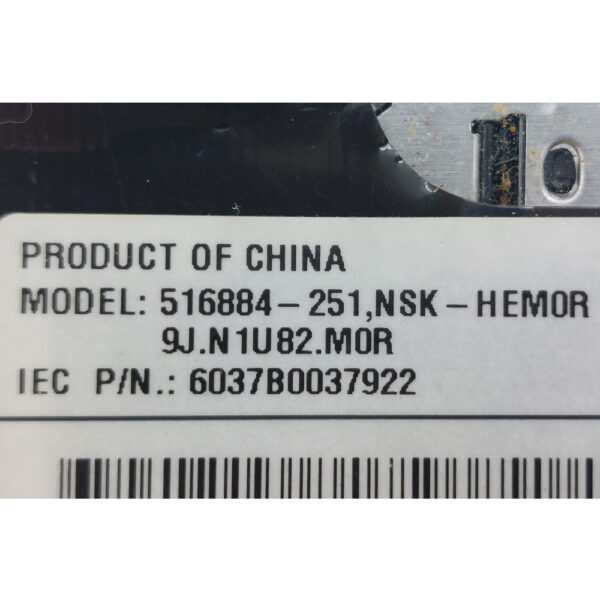 PRODUCT OF CHINA
MODEL: 516884-251,NSK-HEM0R
9J.N1U82.M0R
IEC P/N.: 6037B0037922